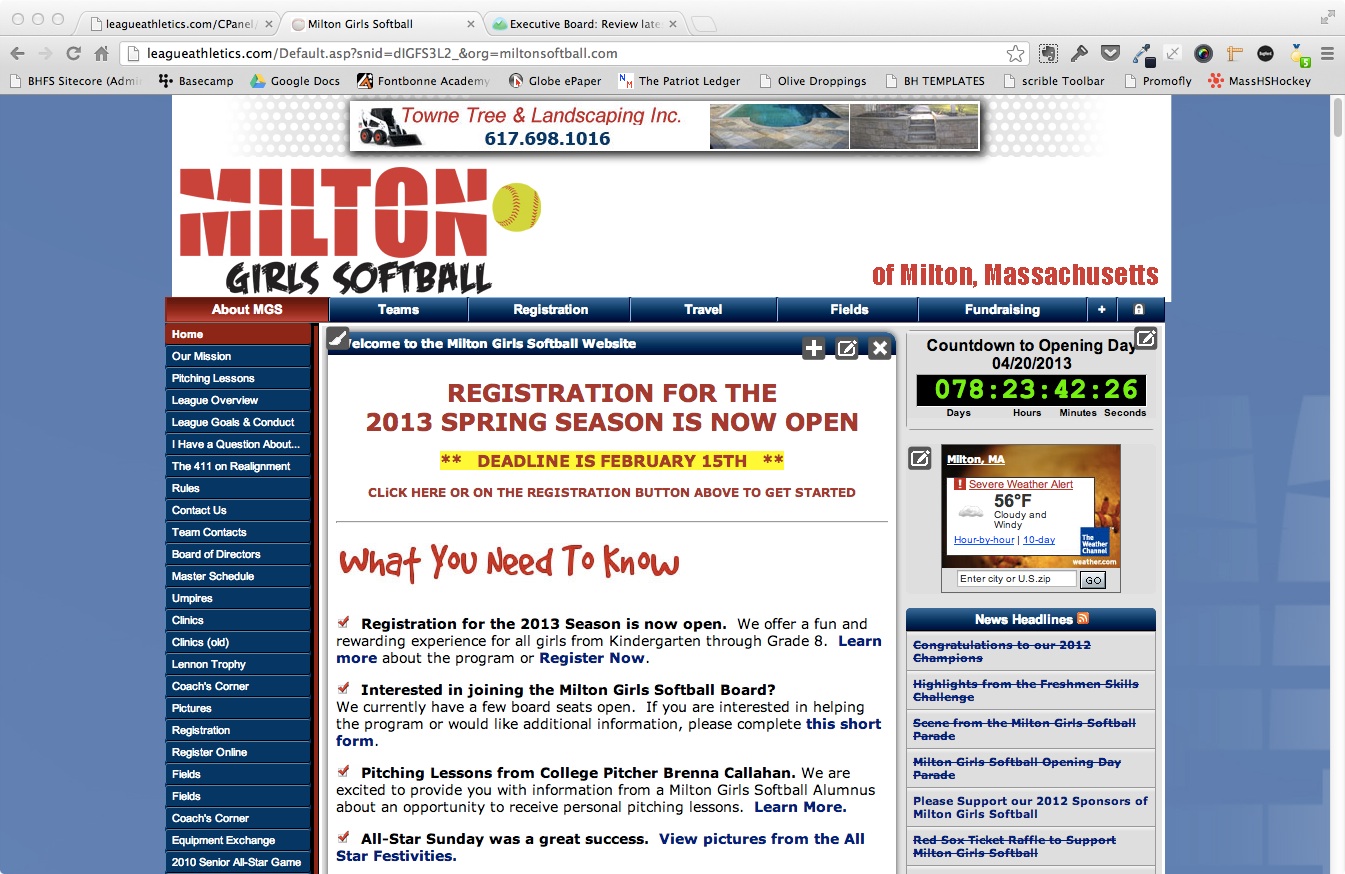 leagueathletics.com/CPanel/
Milton Girls Softball
Executive Board: Review late
leagueathletics.com/Default.asp?snid=dIGFS3L2_&org=miltonsoftball.com
BHFS Sitecore (Admi
Basecamp
Google Docs
Fontbonne Academy
Globe ePaper
The Patriot Ledger
Olive Droppings
BH TEMPLATES
scrible Toolbar
Promofly
MassHSHockey
Towne Tree & Landscaping Inc.
617.698.1016
MILTON
GIRLS SOFTBALL
of Milton, Massachusetts
About MGS
Teams
Registration
Travel
Fields
Fundraising
+
Home
Our Mission
Pitching Lessons
League Overview
League Goals & Conduct
I Have a Question About...
The 411 on Realignment
Rules
Contact Us
Team Contacts
Board of Directors
Master Schedule
Umpires
Clinics
Clinics (old)
Lennon Trophy
Coach's Corner
Pictures
Registration
Register Online
Fields
Fields
Coach's Corner
Equipment Exchange
2010 Senior All-Star Game
elcome to the Milton Girls Softball Website
REGISTRATION FOR THE
2013 SPRING SEASON IS NOW OPEN
** DEADLINE IS FEBRUARY 15TH **
CLiCK HERE OR ON THE REGISTRATION BUTTON ABOVE TO GET STARTED
What You Need To Know
Registration for the 2013 Season is now open. We offer a fun and
rewarding experience for all girls from Kindergarten through Grade 8. Learn
more about the program or Register Now.
Interested in joining the Milton Girls Softball Board?
We currently have a few board seats open. If you are interested in helping
the program or would like additional information, please complete this short
form.
Pitching Lessons from College Pitcher Brenna Callahan. We are
excited to provide you with information from a Milton Girls Softball Alumnus
about an opportunity to receive personal pitching lessons. Learn More.
All-Star Sunday was a great success. View pictures from the All
Star Festivities.
Countdown to Opening Day
04/20/2013
078:23:42:26
Days Hours Minutes Seconds
Milton, MA
Severe Weather Alert
56°F
Cloudy and
Windy
Hour-by-hour | 10-day
The
Weather
Channel
weather.com
Enter city or U.S.zip
GO
News Headlines
Congratulations to our 2012
Champions
Highlights from the Freshmen Skills
Challenge
Scene from the Milton Girls Softball
Parade
Milton Girls Softball Opening Day
Parade
Please Support our 2012 Sponsors of
Milton Girls Softball
Red Sox Ticket Raffle to Support
Milton Girls Softball